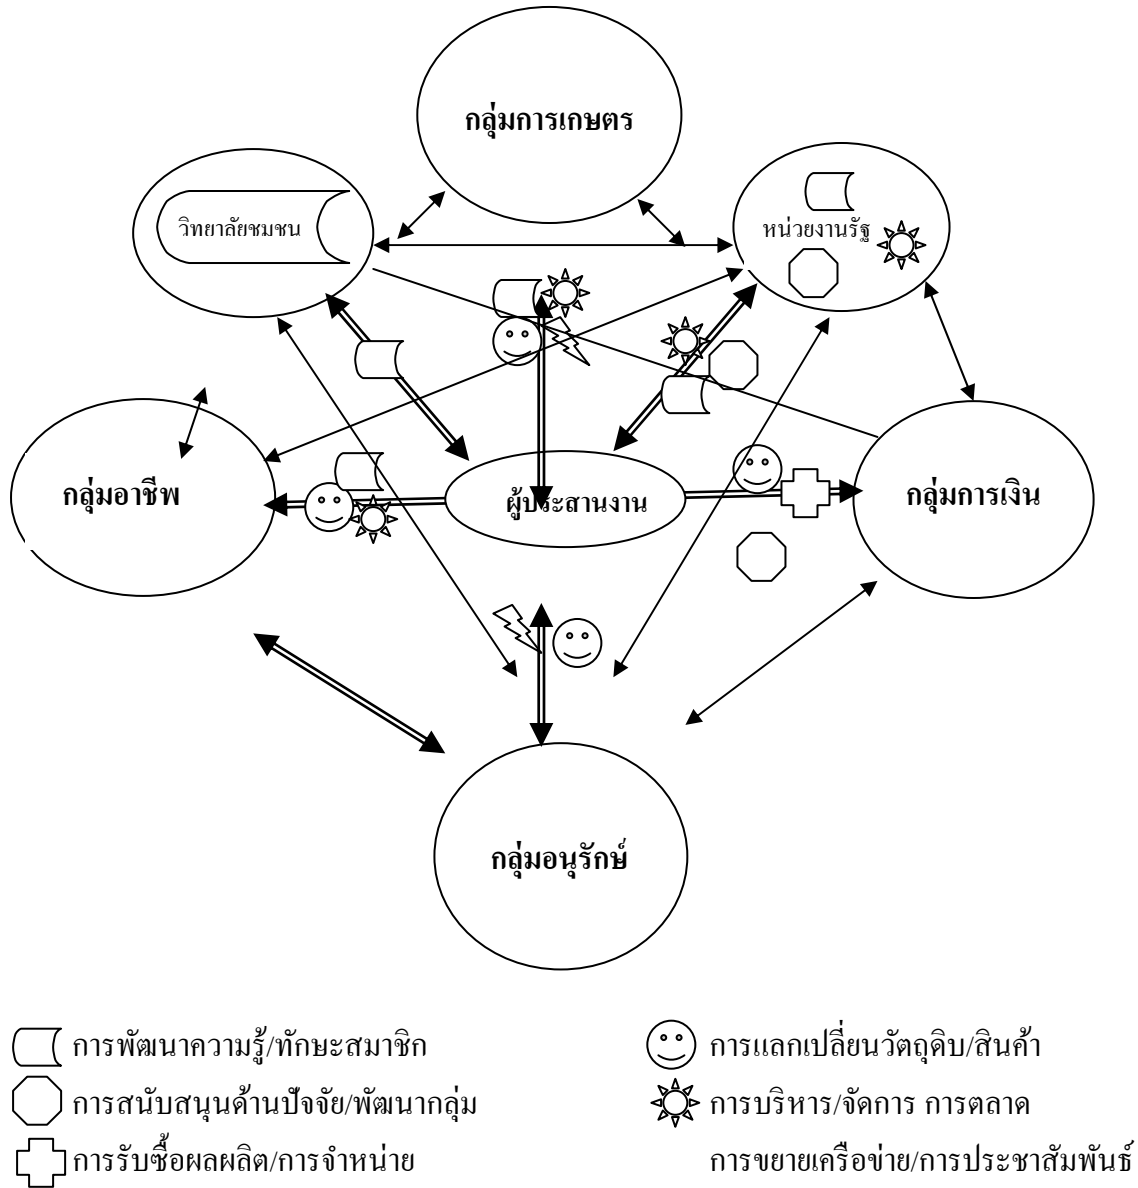 กลุ่มการเกษตร
วิทยาลัยชุมชน
หน่วยงานรัฐ
กลุ่มอาชีพ
ผู้ประสานงาน
กลุ่มการเงิน
กลุ่มอนุรักษ์
การพัฒนาความรู้/ทักษะสมาชิก
การแลกเปลี่ยนวัตถุดิบ/สินค้า
การสนับสนุนด้านปัจจัย/พัฒนากลุ่ม
การบริหาร/จัดการ การตลาด
การรับซื้อผลผลิต/การจำหน่าย
การขยายเครือข่าย/การประชาสัมพันธ์